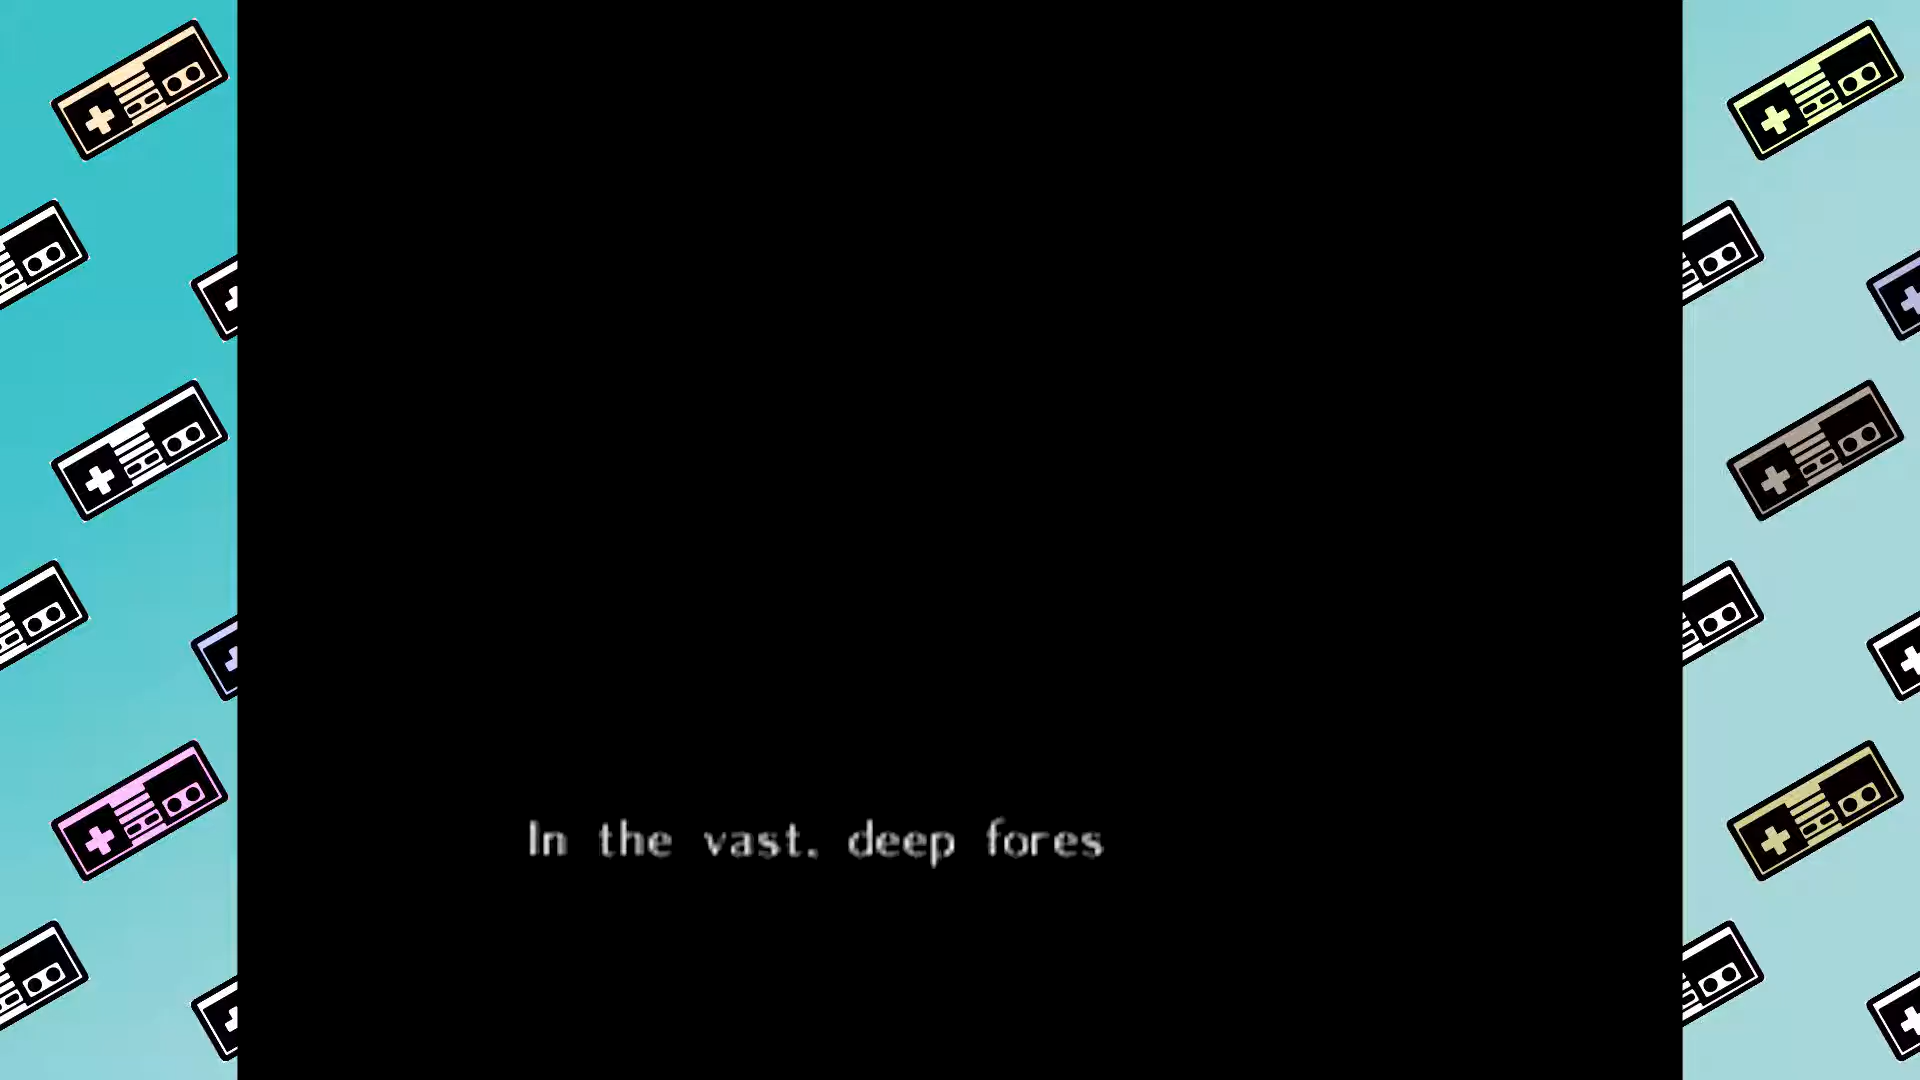 In the vast, deep fores